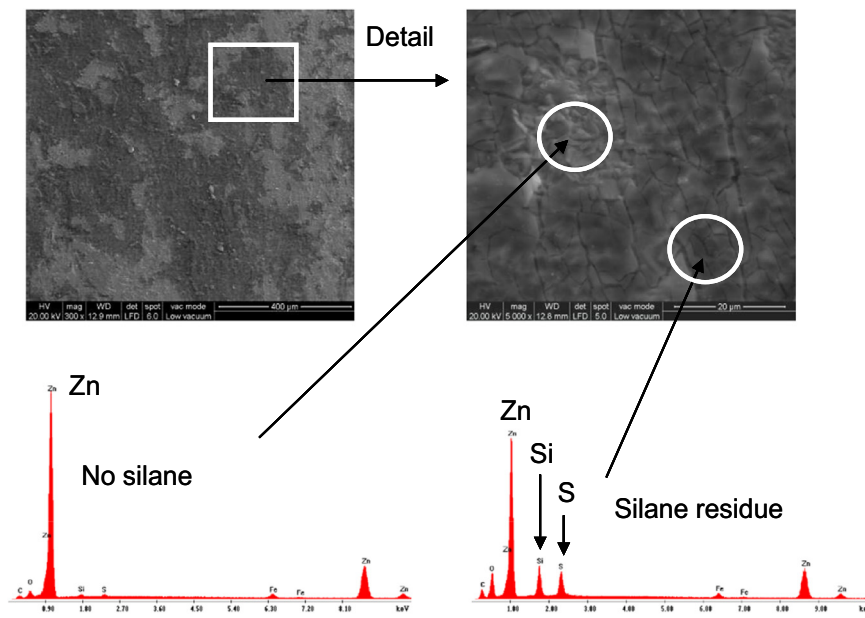 Detail
HV mag WD det spot vac mode 400 µm
20.00 kV 300 x 12.9 mm LFD 6.0 Low vacuum
HV mag WD det spot vac mode 20 µm
20.00 kV 5 000 x 12.8 mm LFD 5.0 Low vacuum
Zn Zn
No silane
Zn
C O Si S Fe Fe Zn Zn
0.90 1.80 2.70 3.60 4.50 5.40 6.30 7.20 8.10 keV
Zn
Zn
Si
S
Silane residue
Zn
C O Si S Fe Fe Zn Zn
1.00 2.00 3.00 4.00 5.00 6.00 7.00 8.00 9.00